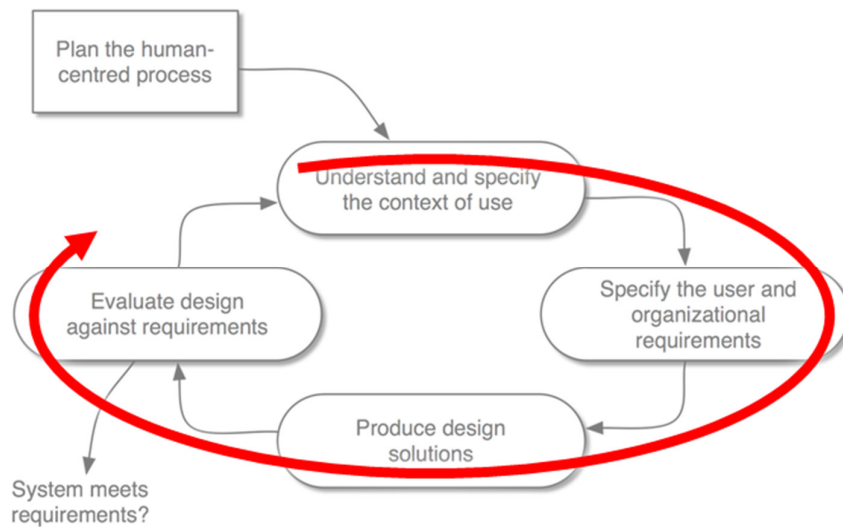 Plan the human-
centred process
Understand and specify
the context of use
Specify the user and
organizational
requirements
Produce design
solutions
Evaluate design
against requirements
System meets
requirements?